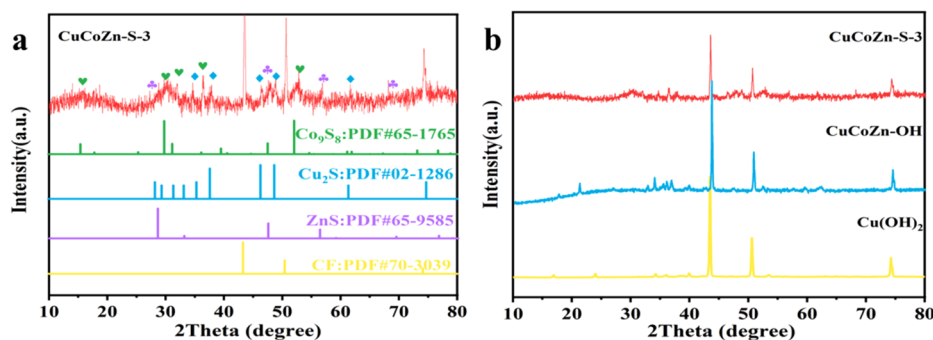 a
CuCoZn-S-3
Co₉S₈:PDF#65-1765
Cu₂S:PDF#02-1286
ZnS:PDF#65-9585
CF:PDF#70-3039
Intensity(a.u.)
10 20 30 40 50 60 70 80
2Theta (degree)
b
CuCoZn-S-3
CuCoZn-OH
Cu(OH)₂
Intensity(a.u.)
10 20 30 40 50 60 70 80
2Theta (degree)